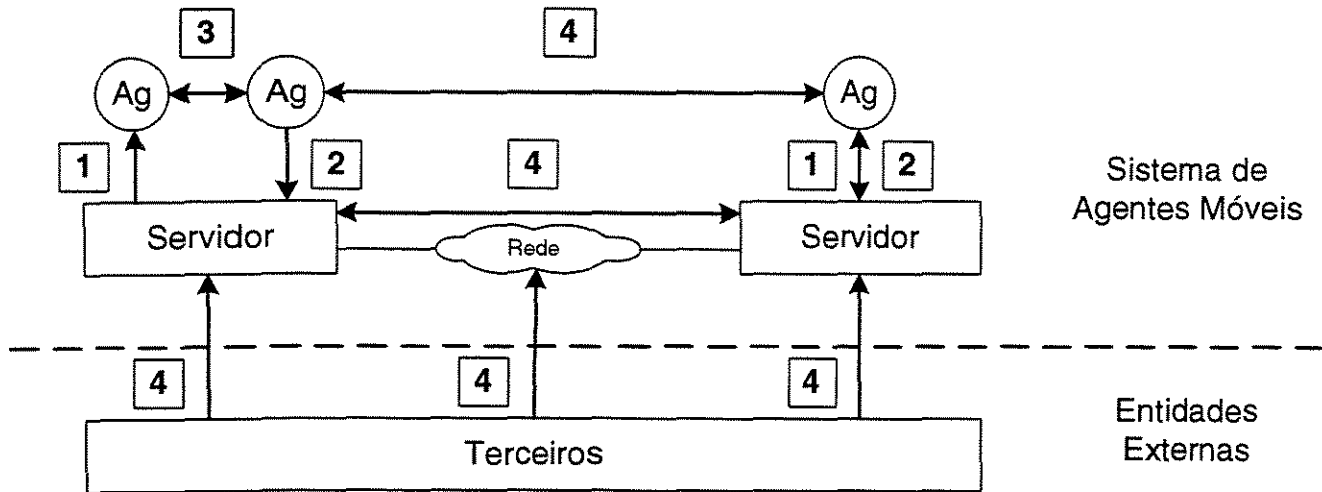 3
4
Ag
Ag
Ag
1
2
4
1
2
Sistema de
Agentes Móveis
Servidor
Rede
Servidor
4
4
4
Entidades
Externas
Terceiros